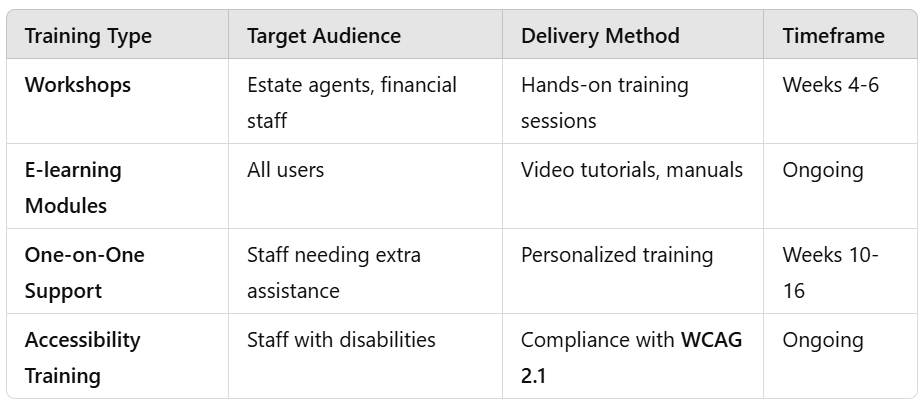 Training Type Target Audience Delivery Method Timeframe
Workshops Estate agents, financial Hands-on training Weeks 4-6
staff sessions
E-learning All users Video tutorials, manuals Ongoing
Modules
One-on-One Staff needing extra Personalized training Weeks 10-
Support assistance 16
Accessibility Staff with disabilities Compliance with WCAG Ongoing
Training 2.1